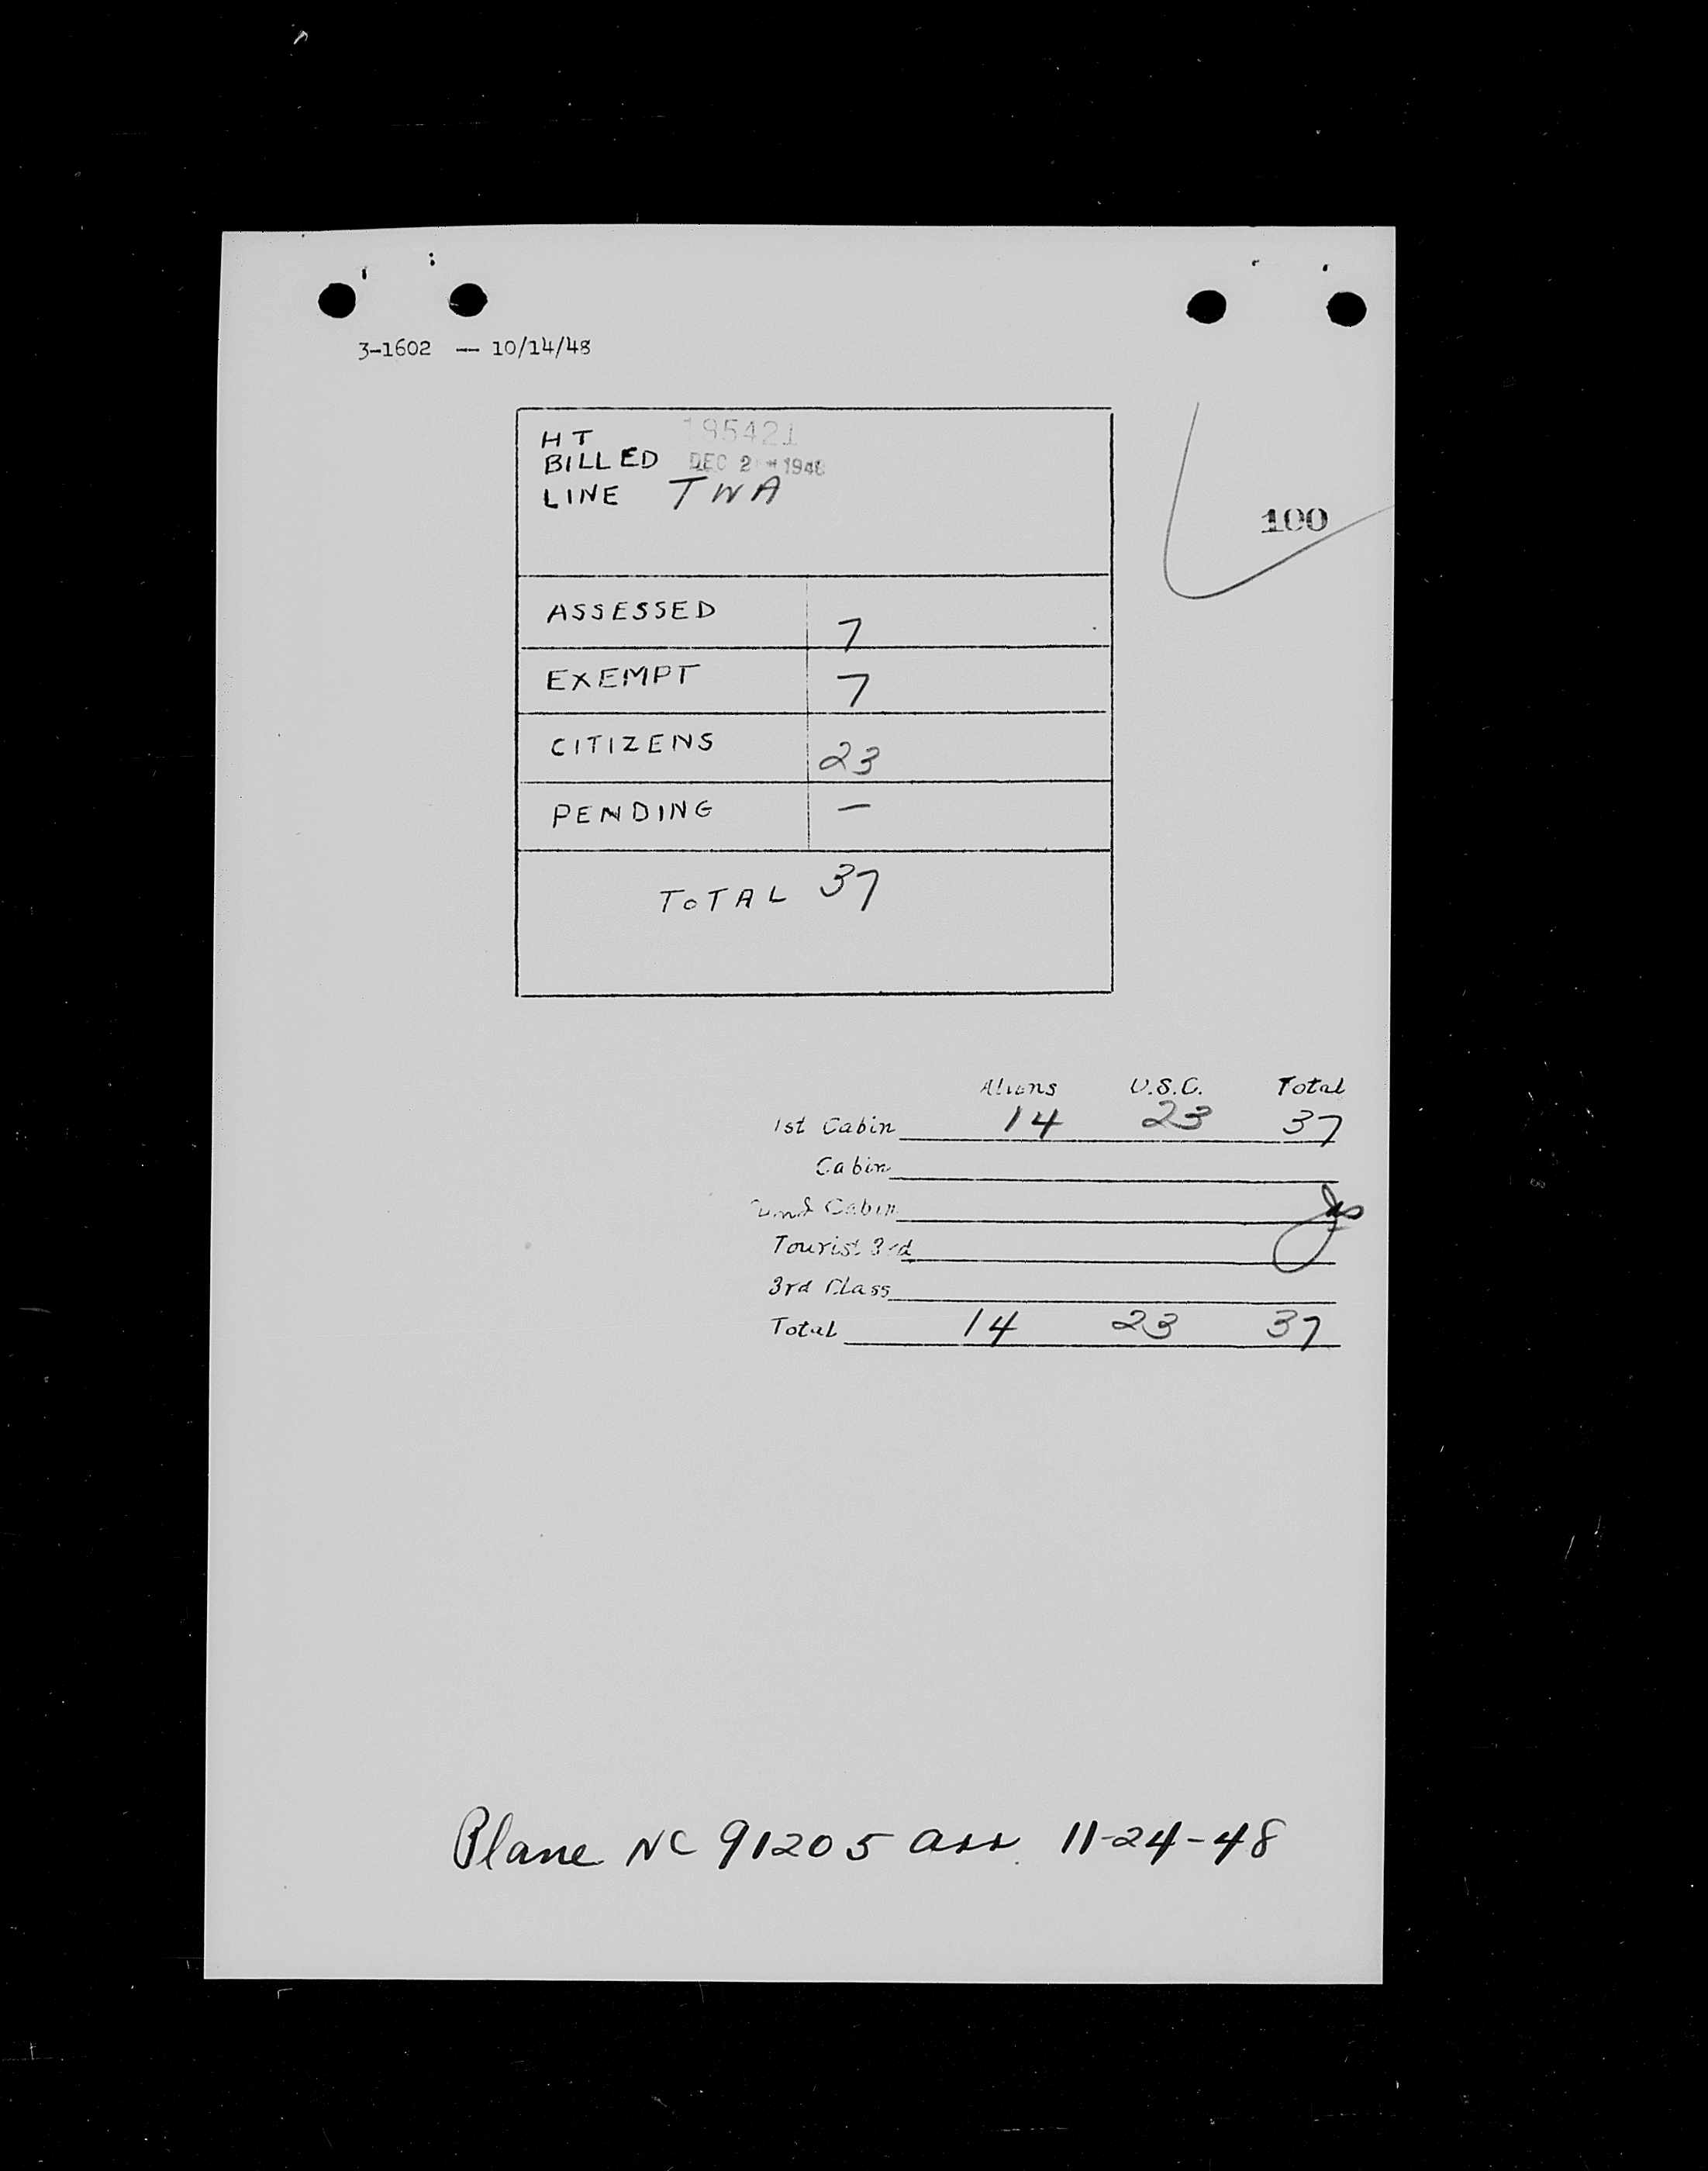 3-1602 — 10/14/48
HT 195421
BILLED DEC 2 1948
LINE TWA
100
ASSESSED 7
EXEMPT 7
CITIZENS 23
PENDING —
TOTAL 37
Aliens U.S.C. Total
1st Cabin 14 23 37
Cabin
Cabin
Tourist 3rd
3rd Class
Total 14 23 37
Plane NC 91205 arr. 11-24-48